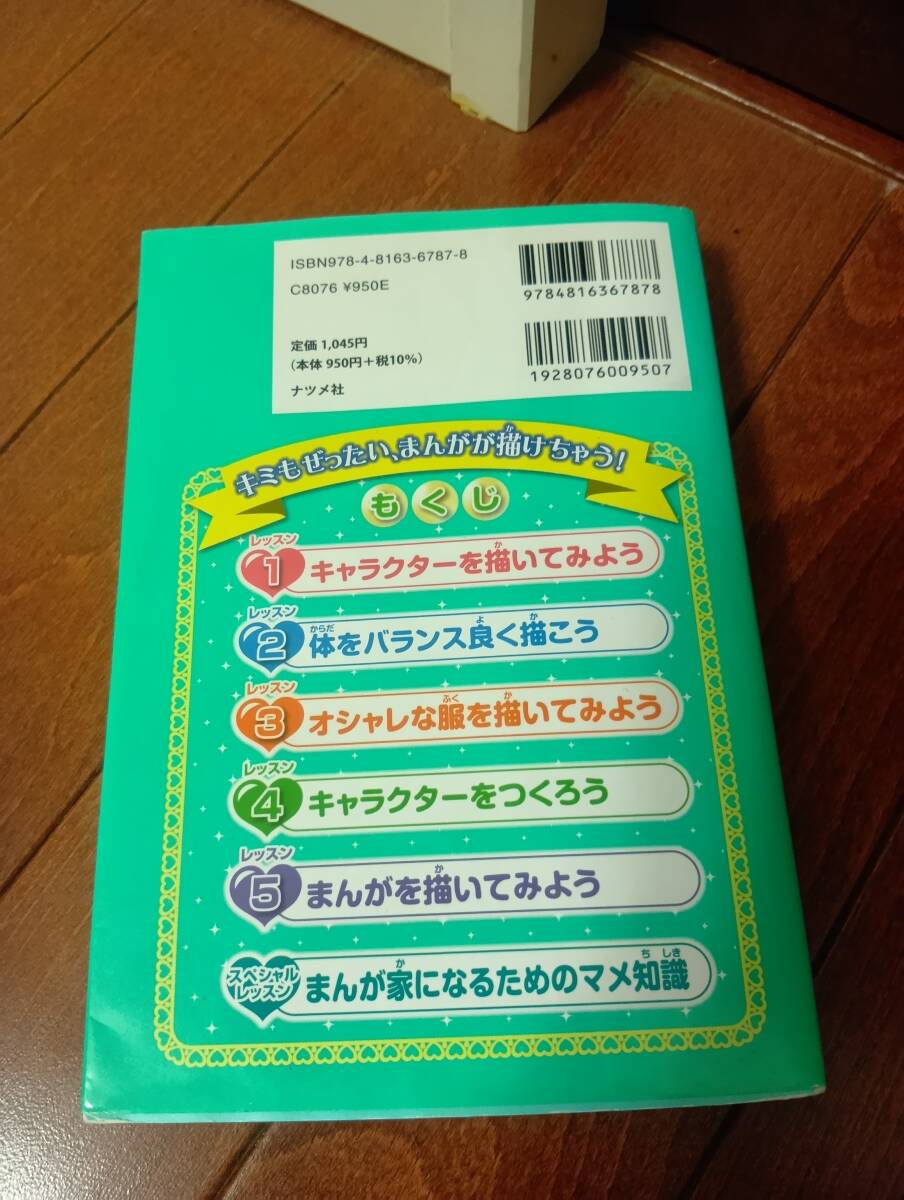 ISBN978-4-8163-6787-8
C8076 ¥950E
定価 1,045円
(本体 950円+税10%)
ナツメ社
9784816367878
1928076009507
キミもぜったい、まんがが描けちゃう!
もくじ
レッスン
1 キャラクターを描いてみよう
レッスン
2 体をバランス良く描こう
レッスン
3 オシャレな服を描いてみよう
レッスン
4 キャラクターをつくろう
レッスン
5 まんがを描いてみよう
スペシャル
レッスン
まんが家になるためのマメ知識